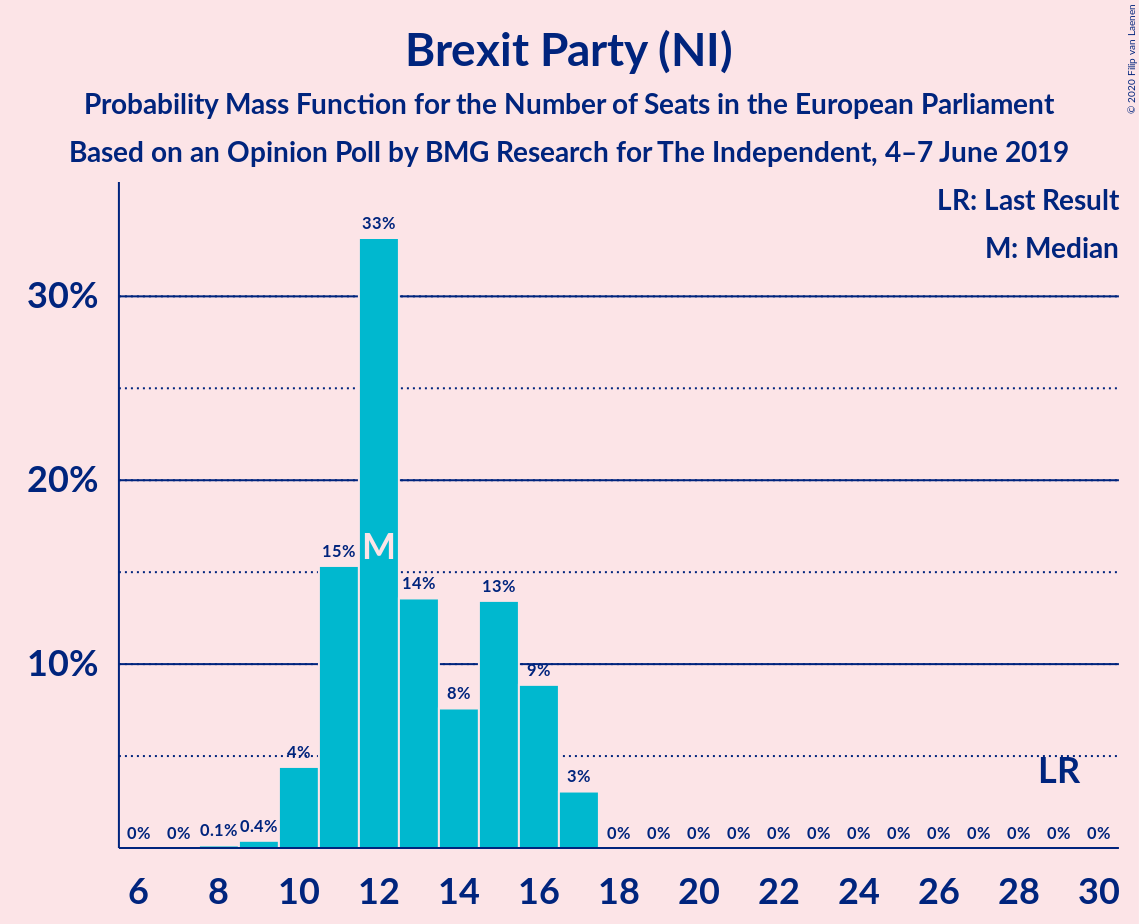 Brexit Party (NI)
Probability Mass Function for the Number of Seats in the European Parliament
Based on an Opinion Poll by BMG Research for The Independent, 4–7 June 2019
© 2020 Filip van Laenen
LR: Last Result
M: Median
30%
20%
10%
0% 0% 0.1% 0.4% 4% 15% 33% 14% 8% 13% 9% 3% 0% 0% 0% 0% 0% 0% 0% 0% 0% 0% 0% 0% 0%
M
LR
6 8 10 12 14 16 18 20 22 24 26 28 30